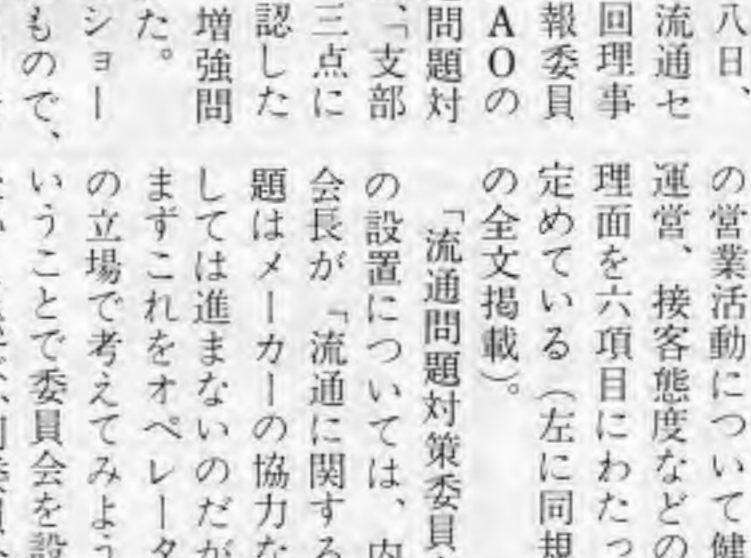 八日、
流通セ
回理事
報委員
AOの
問題対
、「支部
三点に
認した
増強問
た。
ショー
もので、
の営業活動について健
運営、接客態度などの
理面を六項目にわたっ
定めている（左に同規
の全文掲載）。
「流通問題対策委員
の設置については、内
会長が「流通に関する
題はメーカーの協力な
しては進まないのだが
まずこれをオペレータ
の立場で考えてみよう
いうことで委員会を設